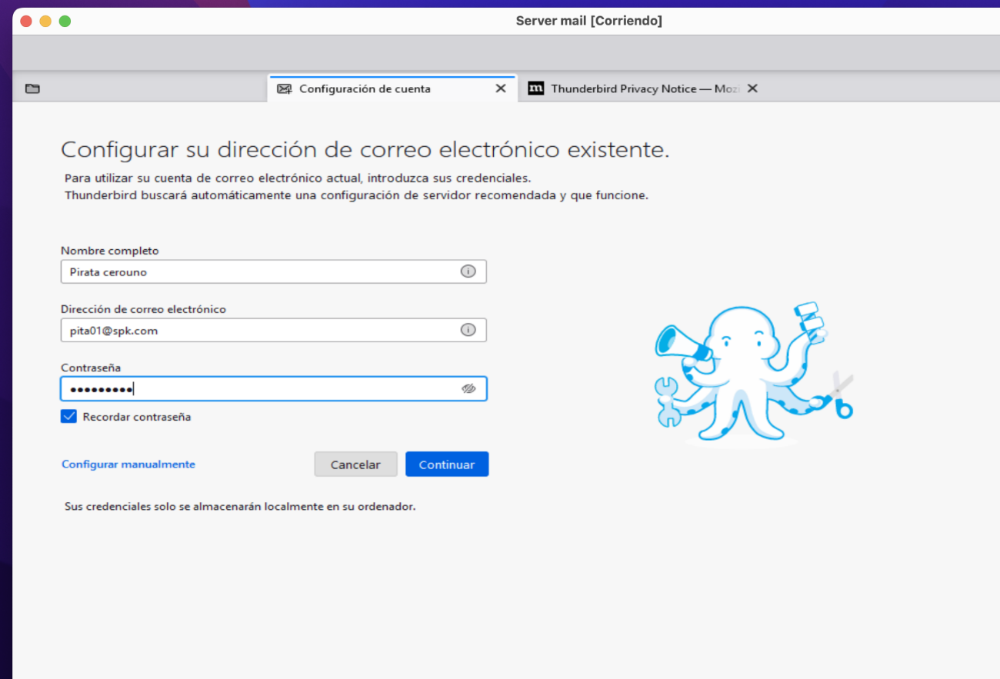 Server mail [Corriendo]
Configuración de cuenta
m Thunderbird Privacy Notice — Mozi
Configurar su dirección de correo electrónico existente.
Para utilizar su cuenta de correo electrónico actual, introduzca sus credenciales.
Thunderbird buscará automáticamente una configuración de servidor recomendada y que funcione.
Nombre completo
Pirata cerouno
Dirección de correo electrónico
pita01@spk.com
Contraseña
•••••••••
Recordar contraseña
Configurar manualmente
Cancelar
Continuar
Sus credenciales solo se almacenarán localmente en su ordenador.